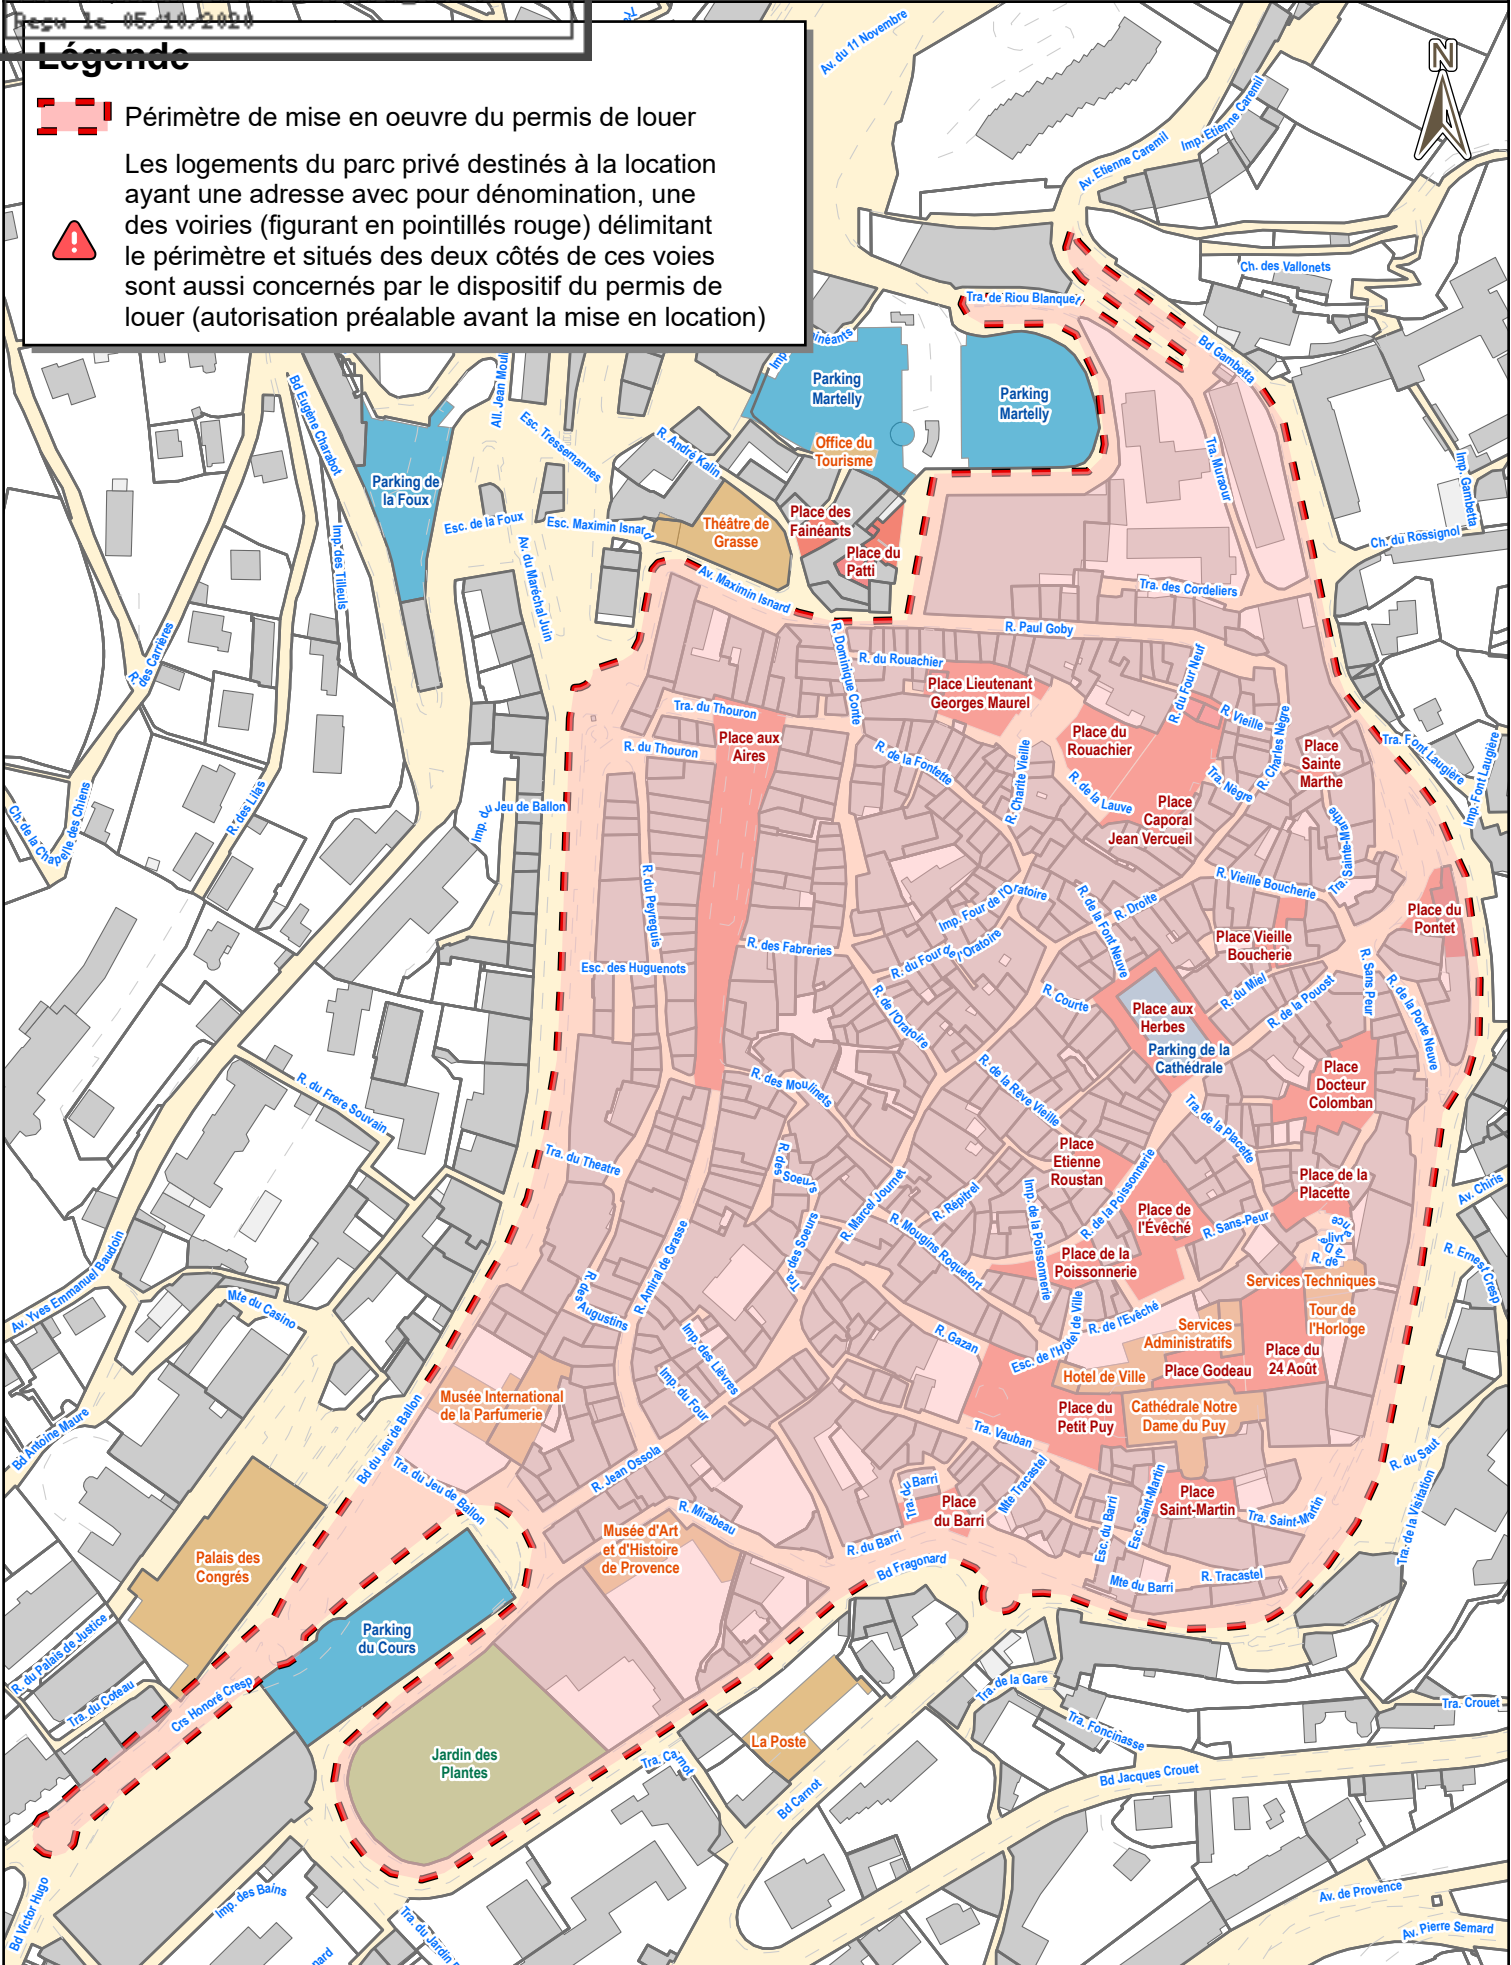 Reçu le 05/10/2020
Légende
Périmètre de mise en oeuvre du permis de louer
Les logements du parc privé destinés à la location
ayant une adresse avec pour dénomination, une
des voiries (figurant en pointillés rouge) délimitant
le périmètre et situés des deux côtés de ces voies
sont aussi concernés par le dispositif du permis de
louer (autorisation préalable avant la mise en location)
N
Av. du 11 Novembre
Imp. Etienne Caremil
Av. Etienne Caremil
Ch. des Vallonets
Tra. de Riou Blanquet
Bd Gambetta
Parking
Martelly
Parking
Martelly
Office du
Tourisme
Bd Eugène Charabot
All. Jean Moul
Esc. Tressemannes
R. André Kalin
Tra. Muraour
Imp. Gambetta
Ch. du Rossignol
Parking de
la Foux
Esc. de la Foux
Esc. Maximin Isnard
Théâtre de
Grasse
Place des
Fainéants
Place du
Patti
Imp. des Tilleuls
Av. du Maréchal Juin
Av. Maximin Isnard
Tra. des Cordeliers
R. Paul Goby
R. des Carrières
R. Dominique Conte
R. du Rouachier
Place Lieutenant
Georges Maurel
R. du Four Neuf
Tra. du Thouron
R. du Thouron
Place aux
Aires
R. de la Fontette
R. Charite Vieille
Place du
Rouachier
R. Vieille
R. Charles Nègre
Place
Sainte
Marthe
Tra. Font Laugière
Imp. Font Laugière
R. de la Lauve
Tra. Nègre
Place
Caporal
Jean Vercueil
Ch. de la Chapelle des Chiens
R. des Lilas
Imp. du Jeu de Ballon
R. du Peyreguis
Tra. Sainte-Marthe
R. Vieille Boucherie
Imp. Four de l'Oratoire
R. de la Font Neuve
R. Droite
Place du
Pontet
Place Vieille
Boucherie
R. des Fabreries
R. du Four de l'Oratoire
Esc. des Huguenots
R. de l'Oratoire
R. Courte
Place aux
Herbes
Parking de la
Cathédrale
R. du Miel
R. de la Pouost
R. Sans Peur
R. de la Porte Neuve
R. du Frere Souvain
R. des Moulinets
R. de la Rêve Vieille
Place
Docteur
Colomban
Tra. de la Placette
Tra. du Theatre
R. des Soeurs
Place
Etienne
Roustan
R. de la Poissonnerie
Place de la
Placette
Av. Chiris
Tra. des Soeurs
R. Marcel Journet
R. Répitrel
Imp. de la Poissonnerie
Place de
l'Évêché
R. Sans-Peur
R. Mougins Roquefort
R. de
Place de la
Poissonnerie
R. Ernest Cresp
Av. Yves Emmanuel Baudoin
Mte du Casino
R. Amiral de Grasse
R. des Augustins
Services Techniques
Tour de
l'Horloge
Services
Administratifs
R. de l'Evêché
Esc. de l'Hôtel de Ville
R. Gazan
Imp. des Lièvres
Imp. du Four
Hotel de Ville
Place Godeau
Place du
24 Août
Musée International
de la Parfumerie
Place du
Petit Puy
Cathédrale Notre
Dame du Puy
Bd Antoine Maure
Bd du Jeu de Ballon
Tra. Vauban
R. du Saut
Tra. du Jeu de Ballon
R. Jean Ossola
R. Mirabeau
Tra. du Barri
Place
du Barri
Mte Tracastel
Esc. du Barri
Esc. Saint-Martin
Place
Saint-Martin
Tra. Saint-Martin
Tra. de la Visitation
Musée d'Art
et d'Histoire
de Provence
R. du Barri
Bd Fragonard
Mte du Barri
R. Tracastel
Palais des
Congrés
Parking
du Cours
R. du Palais de Justice
Tra. du Coteau
Crs Honoré Cresp
Tra. de la Gare
Tra. Foncinasse
Tra. Crouet
La Poste
Jardin des
Plantes
Tra. Carnot
Bd Carnot
Bd Jacques Crouet
Bd Victor Hugo
Imp. des Bains
Av. de Provence
Av. Pierre Semard